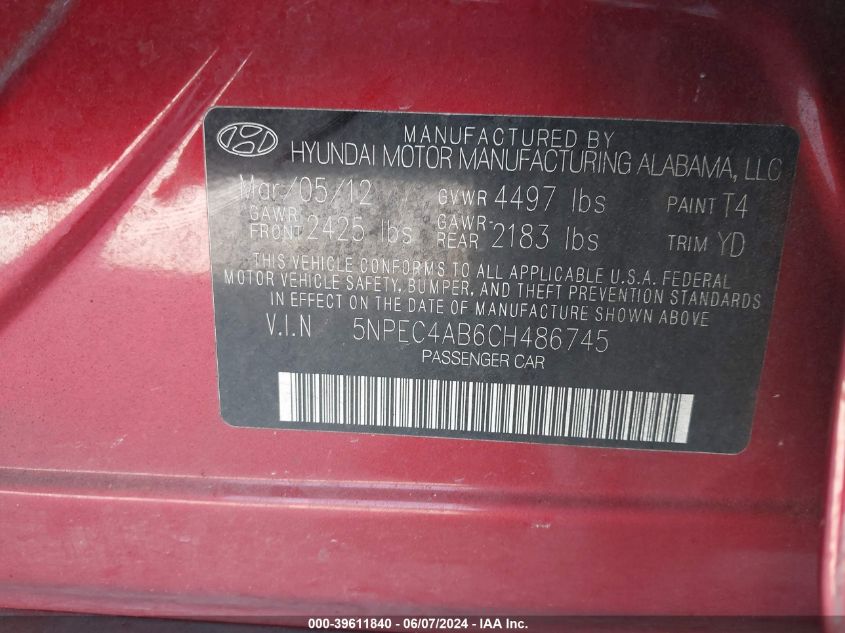 MANUFACTURED BY
HYUNDAI MOTOR MANUFACTURING ALABAMA, LLC
Mar/05/12 GVWR 4497 lbs PAINT T4
GAWR FRONT 2425 lbs GAWR- REAR 2183 lbs TRIM YD
THIS VEHICLE CONFORMS TO ALL APPLICABLE U.S.A. FEDERAL
MOTOR VEHICLE SAFETY, BUMPER, AND THEFT PREVENTION STANDARDS
IN EFFECT ON THE DATE OF MANUFACTURE SHOWN ABOVE
V.I.N 5NPEC4AB6CH486745
PASSENGER CAR
000-39611840 - 06/07/2024 - IAA Inc.